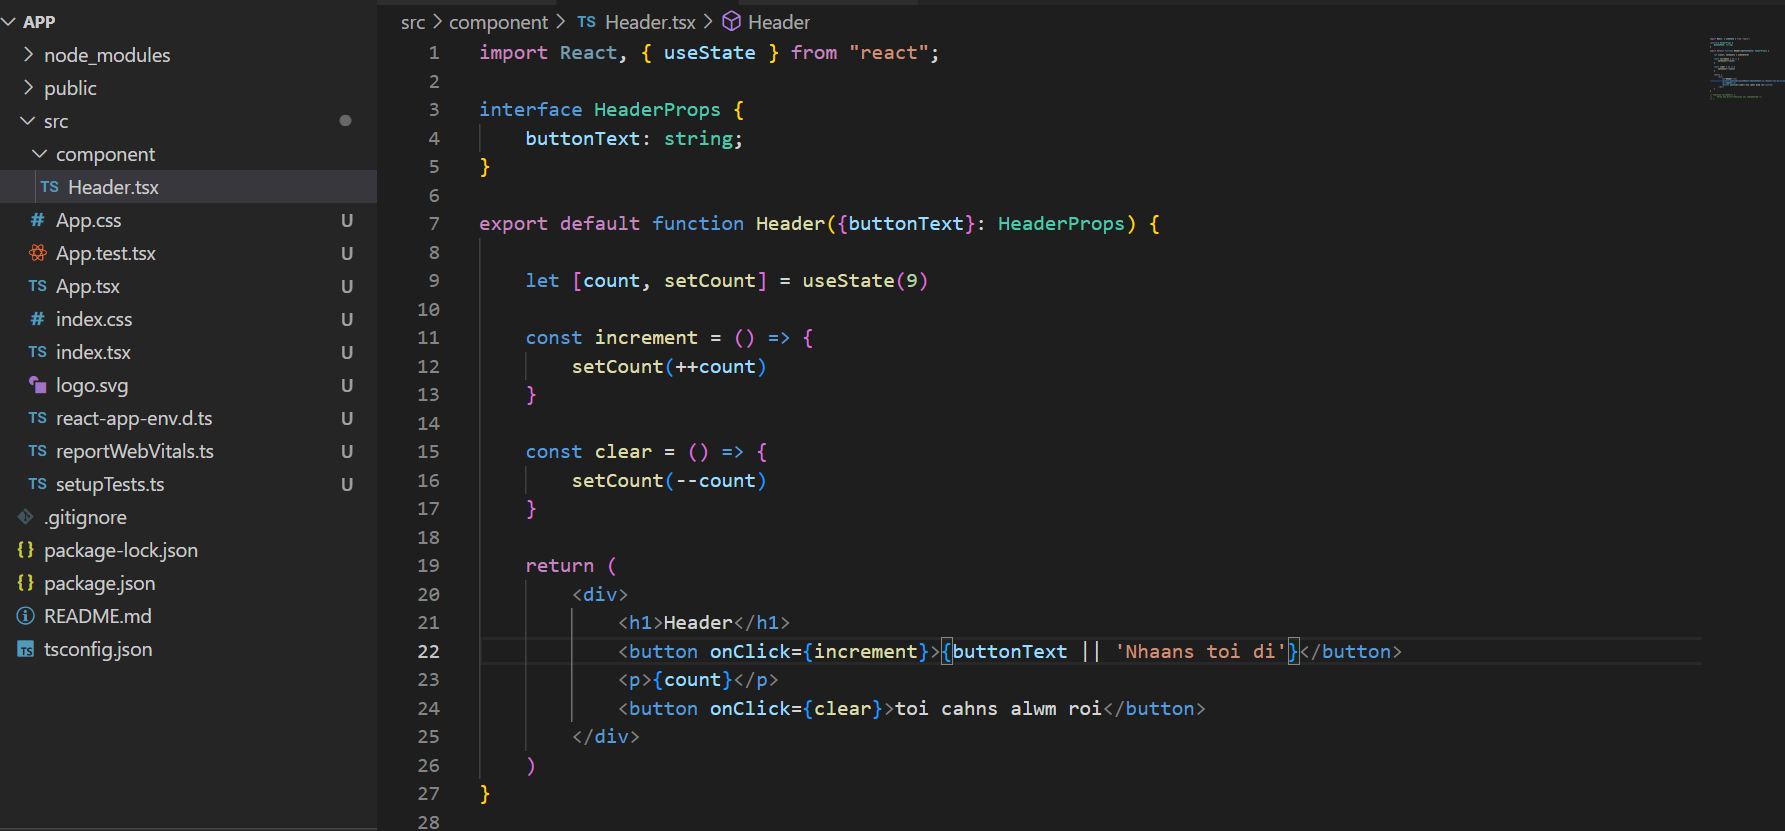 APP
node_modules
public
src
component
TS Header.tsx
# App.css U
App.test.tsx U
TS App.tsx U
# index.css U
TS index.tsx U
logo.svg U
TS react-app-env.d.ts U
TS reportWebVitals.ts U
TS setupTests.ts U
.gitignore
{} package-lock.json
{} package.json
README.md
TS tsconfig.json
src > component > TS Header.tsx > Header
1 import React, { useState } from "react";
2
3 interface HeaderProps {
4     buttonText: string;
5 }
6
7 export default function Header({buttonText}: HeaderProps) {
8
9     let [count, setCount] = useState(9)
10
11     const increment = () => {
12         setCount(++count)
13     }
14
15     const clear = () => {
16         setCount(--count)
17     }
18
19     return (
20         <div>
21             <h1>Header</h1>
22             <button onClick={increment}>{buttonText || 'Nhaans toi di'}</button>
23             <p>{count}</p>
24             <button onClick={clear}>toi cahns alwm roi</button>
25         </div>
26     )
27 }
28